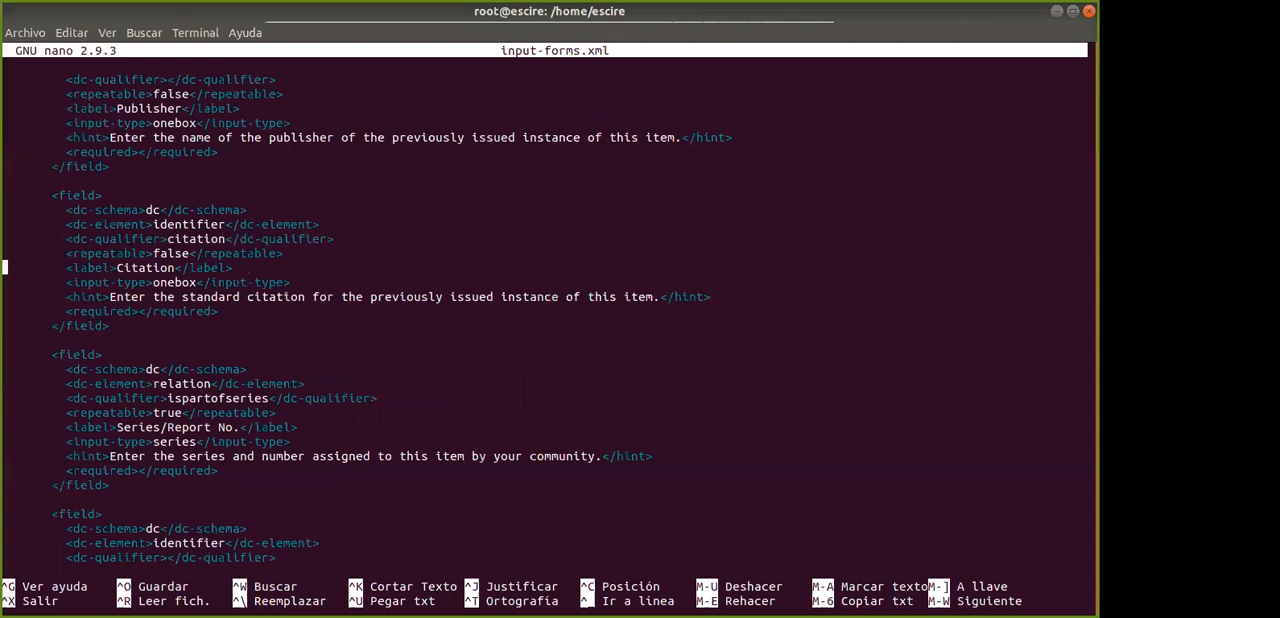 root@escire: /home/escire
Archivo Editar Ver Buscar Terminal Ayuda
GNU nano 2.9.3 input-forms.xml
<dc-qualifier></dc-qualifier>
<repeatable>false</repeatable>
<label>Publisher</label>
<input-type>onebox</input-type>
<hint>Enter the name of the publisher of the previously issued instance of this item.</hint>
<required></required>
</field>
<field>
<dc-schema>dc</dc-schema>
<dc-element>identifier</dc-element>
<dc-qualifier>citation</dc-qualifier>
<repeatable>false</repeatable>
<label>Citation</label>
<input-type>onebox</input-type>
<hint>Enter the standard citation for the previously issued instance of this item.</hint>
<required></required>
</field>
<field>
<dc-schema>dc</dc-schema>
<dc-element>relation</dc-element>
<dc-qualifier>ispartofseries</dc-qualifier>
<repeatable>true</repeatable>
<label>Series/Report No.</label>
<input-type>series</input-type>
<hint>Enter the series and number assigned to this item by your community.</hint>
<required></required>
</field>
<field>
<dc-schema>dc</dc-schema>
<dc-element>identifier</dc-element>
<dc-qualifier></dc-qualifier>
^G Ver ayuda ^O Guardar ^W Buscar ^K Cortar Texto ^J Justificar ^C Posición M-U Deshacer M-A Marcar texto M-] A llave
^X Salir ^R Leer fich. ^\ Reemplazar ^U Pegar txt ^T Ortografía ^_ Ir a línea M-E Rehacer M-6 Copiar txt M-W Siguiente